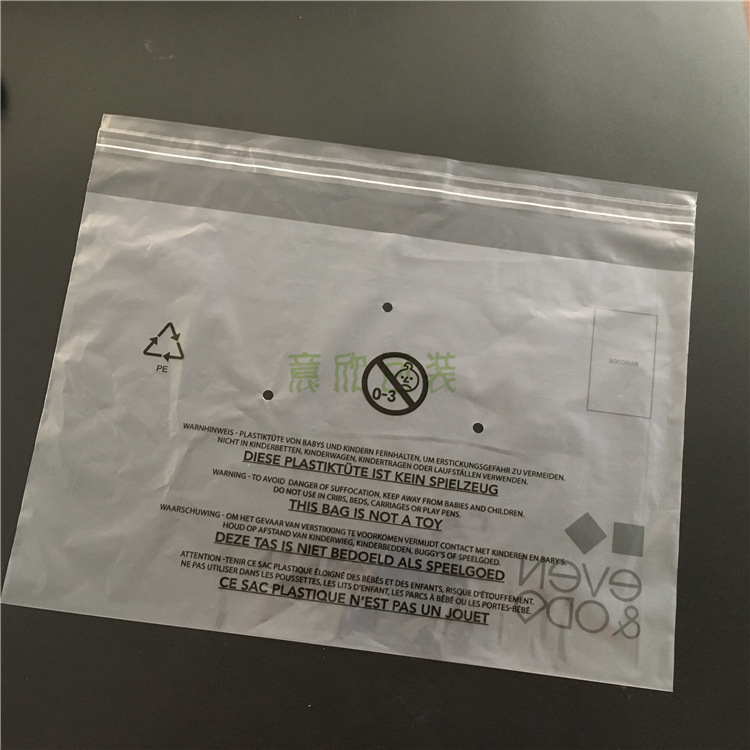 意欣包装
PE
0-3
BARCODE
WARNHINWEIS - PLASTIKTÜTE VON BABYS UND KINDERN FERNHALTEN, UM ERSTICKUNGSGEFAHR ZU VERMEIDEN.
NICHT IN KINDERBETTEN, KINDERWAGEN, KINDERTRAGEN ODER LAUFSTÄLLEN VERWENDEN.
DIESE PLASTIKTÜTE IST KEIN SPIELZEUG
WARNING - TO AVOID DANGER OF SUFFOCATION, KEEP AWAY FROM BABIES AND CHILDREN.
DO NOT USE IN CRIBS, BEDS, CARRIAGES OR PLAY PENS.
THIS BAG IS NOT A TOY
WAARSCHUWING - OM HET GEVAAR VAN VERSTIKKING TE VOORKOMEN VERMIJDT CONTACT MET KINDEREN EN BABY'S.
HOUD OP AFSTAND VAN KINDERWIEG, KINDERBEDDEN, BUGGY'S OF SPEELGOED.
DEZE TAS IS NIET BEDOELD ALS SPEELGOED
ATTENTION -TENIR CE SAC PLASTIQUE ÉLOIGNÉ DES BÉBÉS ET DES ENFANTS, RISQUE D'ÉTOUFFEMENT.
NE PAS UTILISER DANS LES POUSSETTES, LES LITS D'ENFANT, LES PARCS À BÉBÉ OU LES PORTES-BÉBÉ.
CE SAC PLASTIQUE N'EST PAS UN JOUET
even
&ODD